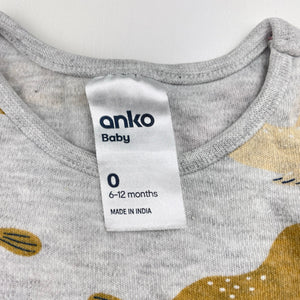 anko
Baby
0
6-12 months
MADE IN INDIA